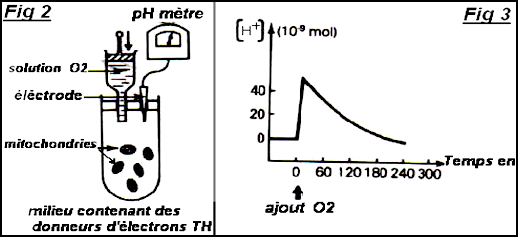 Fig 2
pH mètre
solution O2
éléctrode
mitochondries
milieu contenant des
donneurs d'électrons TH
Fig 3
[H+] (10-9 mol)
40
20
0
0 60 120 180 240 300
Temps en
ajout O2